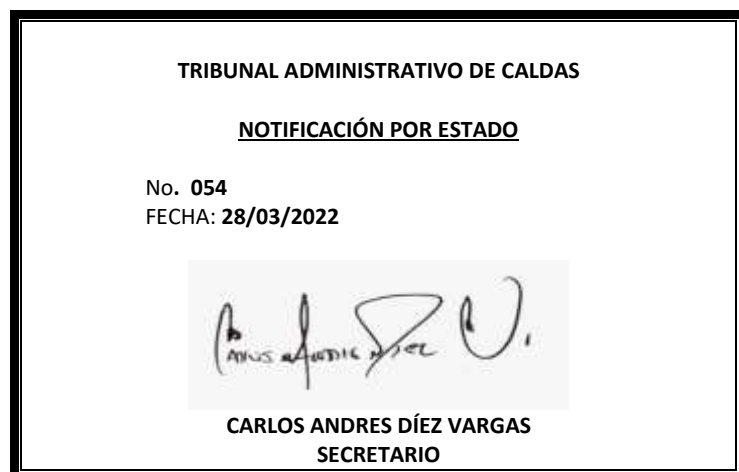 TRIBUNAL ADMINISTRATIVO DE CALDAS
NOTIFICACIÓN POR ESTADO
No. 054
FECHA: 28/03/2022
CARLOS ANDRES DÍEZ VARGAS
SECRETARIO